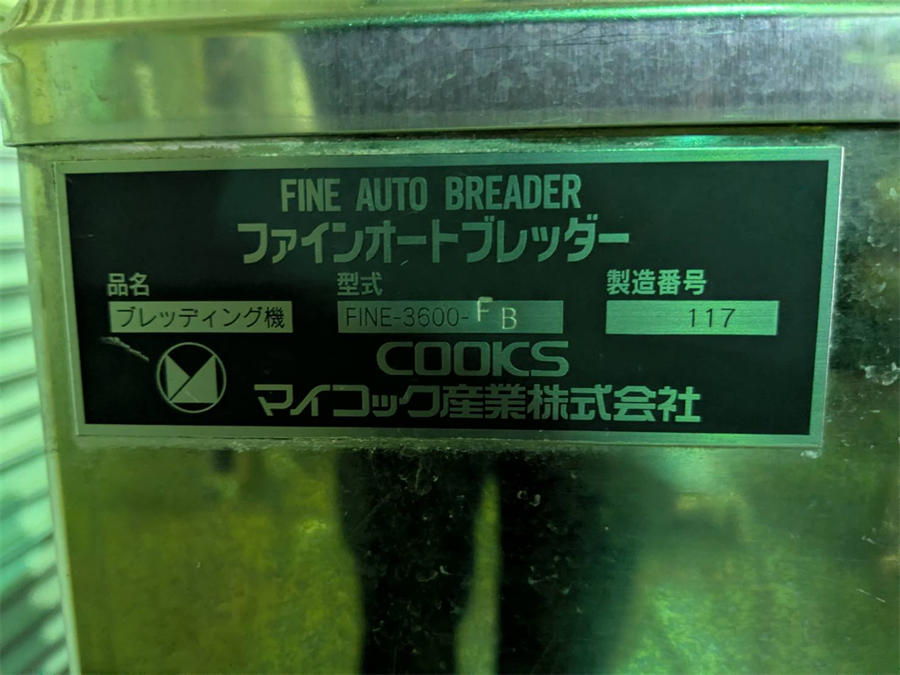 FINE AUTO BREADER
ファインオートブレッダー
品名 型式 製造番号
ブレッディング機 FINE-3600-FB 117
COOKS
マイコック産業株式会社